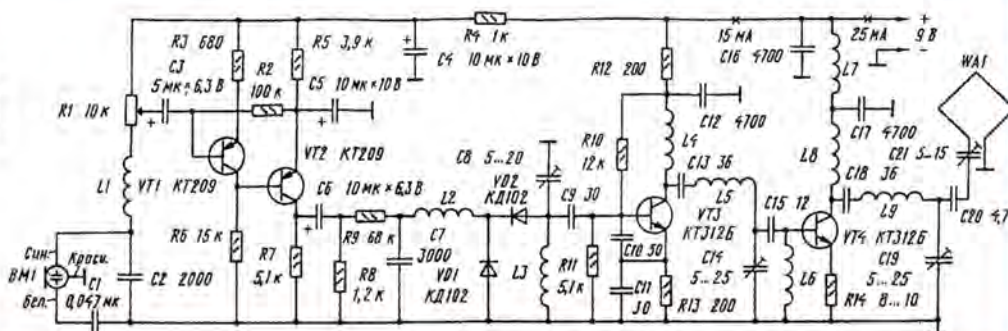 R3 680
R5 3,9 к
R4 1 к
15 мА
25 мА
+
9 В
−
C3
5 мк × 6,3 В
R2
100 к
C5 10 мк × 10 В
C4
10 мк × 10 В
R12 200
C16 4700
L7
WA1
R1 10 к
VT2 КТ209
C8 5...20
R10
12 к
C12 4700
L4
C17 4700
C21 5-15
L1
VT1 КТ209
C6 10 мк × 6,3 В
L2
VD2
КД102
C9 30
C13 36
L5
L8
C18 36
L9
VT3
КТ312Б
C15 12
VT4 КТ312Б
C20 4,7
Син.
Красн.
BM1
Бел.
C1
0,047 мк
C2 2000
R6 15 к
R7
5,1 к
R9 68 к
R8
1,2 к
C7
3000
VD1
КД102
L3
R11
5,1 к
C10 50
C11
30
R13 200
C14
5...25
L6
C19
5...25
R14 8...10